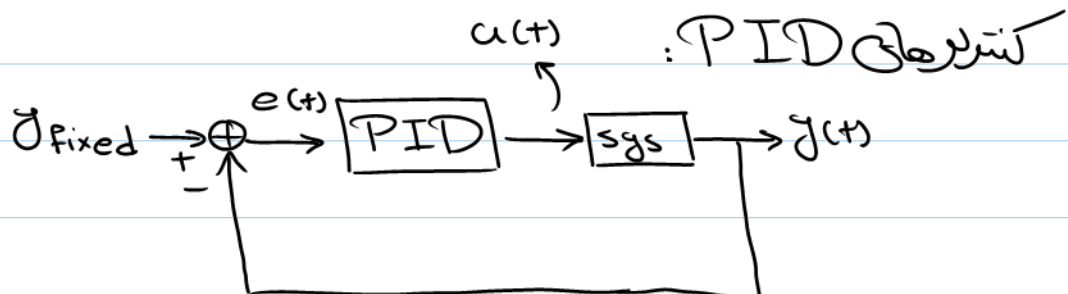 کنترلرهای PID :
u(t)
y fixed + - e(t) PID sys y(t)